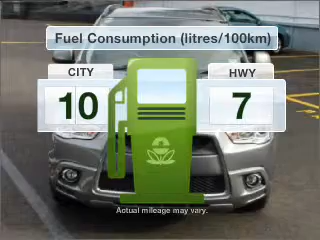 Fuel Consumption (litres/100km)
CITY
HWY
10
7
Actual mileage may vary.